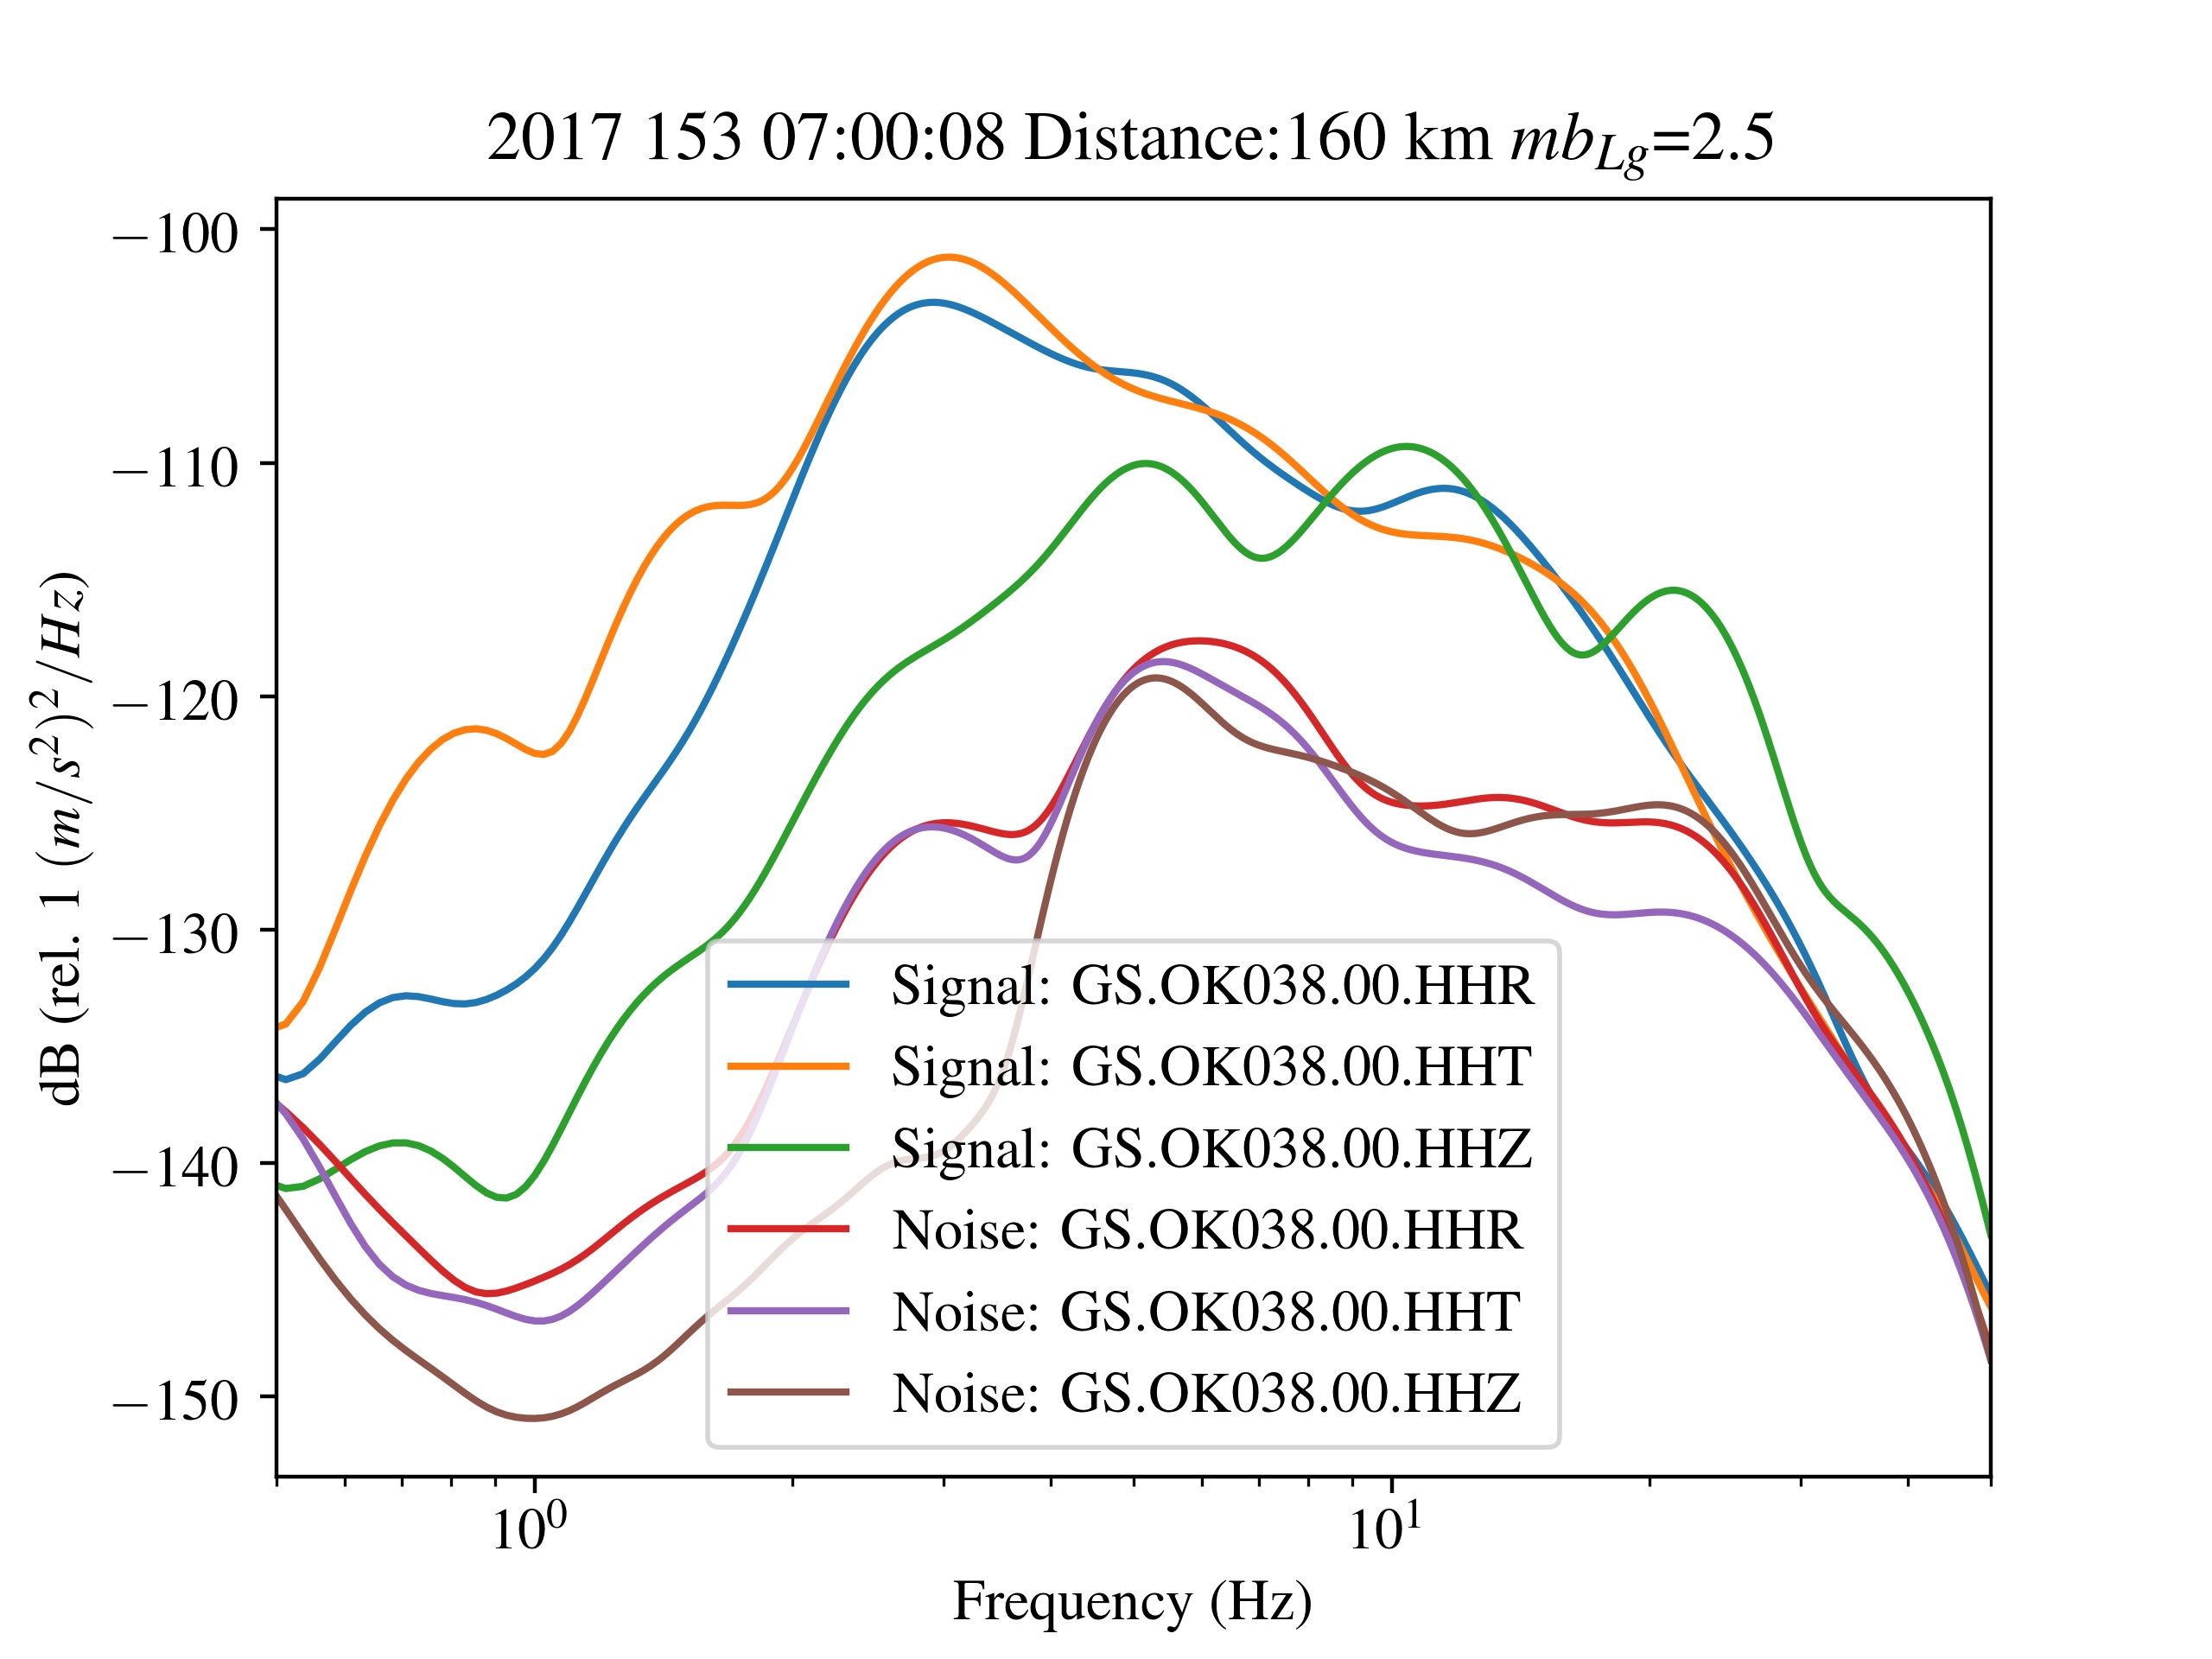 2017 153 07:00:08 Distance:160 km mb_Lg=2.5
−100
−110
−120
−130
−140
−150
dB (rel. 1 (m/s²)²/Hz)
Signal: GS.OK038.00.HHR
Signal: GS.OK038.00.HHT
Signal: GS.OK038.00.HHZ
Noise: GS.OK038.00.HHR
Noise: GS.OK038.00.HHT
Noise: GS.OK038.00.HHZ
10⁰ 10¹
Frequency (Hz)